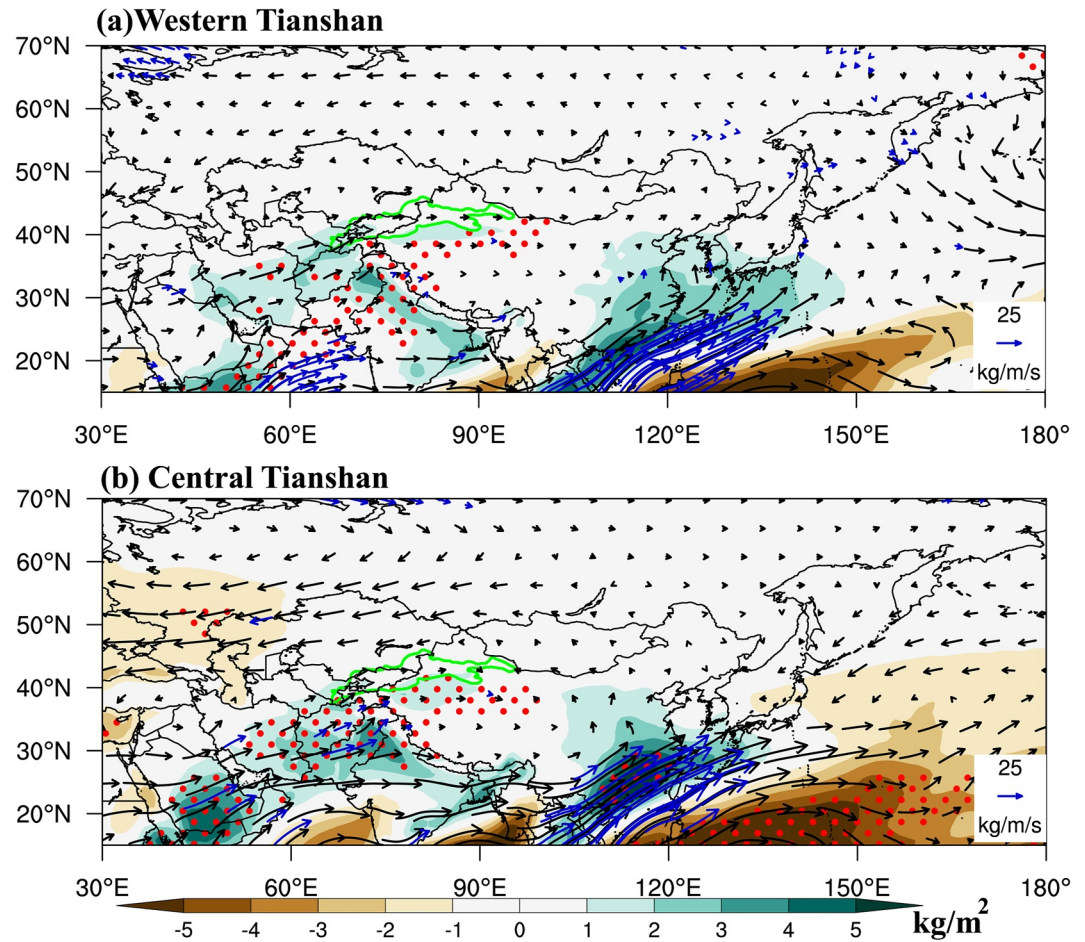 (a)Western Tianshan
70°N
60°N
50°N
40°N
30°N
20°N
25
kg/m/s
30°E 60°E 90°E 120°E 150°E 180°
(b) Central Tianshan
70°N
60°N
50°N
40°N
30°N
20°N
25
kg/m/s
30°E 60°E 90°E 120°E 150°E 180°
-5 -4 -3 -2 -1 0 1 2 3 4 5 kg/m²